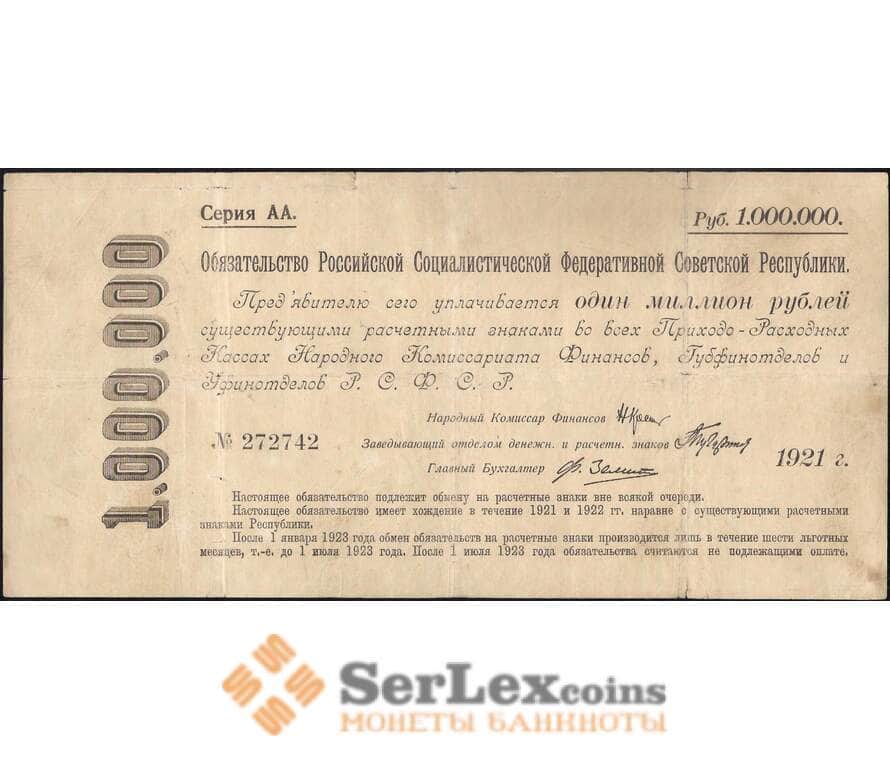 1.000.000
Серия АА.
Руб. 1.000.000.
Обязательство Российской Социалистической Федеративной Советской Республики.
Пред'явителю сего уплачивается один миллион рублей
существующими расчетными знаками во всех Приходо-Расходных
Кассах Народного Комиссариата Финансов, Губфинотделов и
Уфинотделов Р. С. Ф. С. Р.
Народный Комиссар Финансов
№ 272742
Заведывающий отделом денежн. и расчетн. знаков
1921 г.
Главный Бухгалтер
Настоящее обязательство подлежит обмену на расчетные знаки вне всякой очереди.
Настоящее обязательство имеет хождение в течение 1921 и 1922 гг. наравне с существующими расчетными
знаками Республики.
После 1 января 1923 года обмен обязательств на расчетные знаки производится лишь в течение шести льготных
месяцев, т.-е. до 1 июля 1923 года. После 1 июля 1923 года обязательства считаются не подлежащими оплате.
SerLexcoins
МОНЕТЫ БАНКНОТЫ